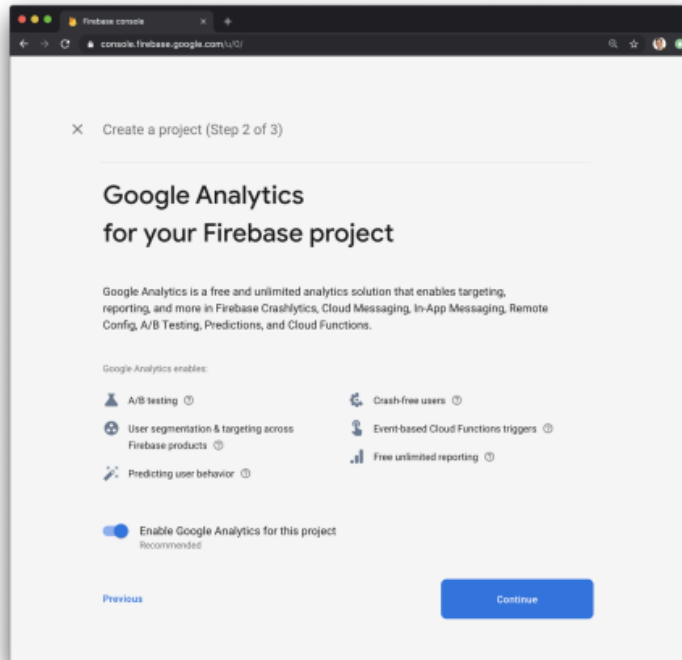 Firebase console
console.firebase.google.com/u/0/
Create a project (Step 2 of 3)
Google Analytics
for your Firebase project
Google Analytics is a free and unlimited analytics solution that enables targeting,
reporting, and more in Firebase Crashlytics, Cloud Messaging, In-App Messaging, Remote
Config, A/B Testing, Predictions, and Cloud Functions.
Google Analytics enables:
A/B testing
User segmentation & targeting across
Firebase products
Predicting user behavior
Crash-free users
Event-based Cloud Functions triggers
Free unlimited reporting
Enable Google Analytics for this project
Recommended
Previous
Continue